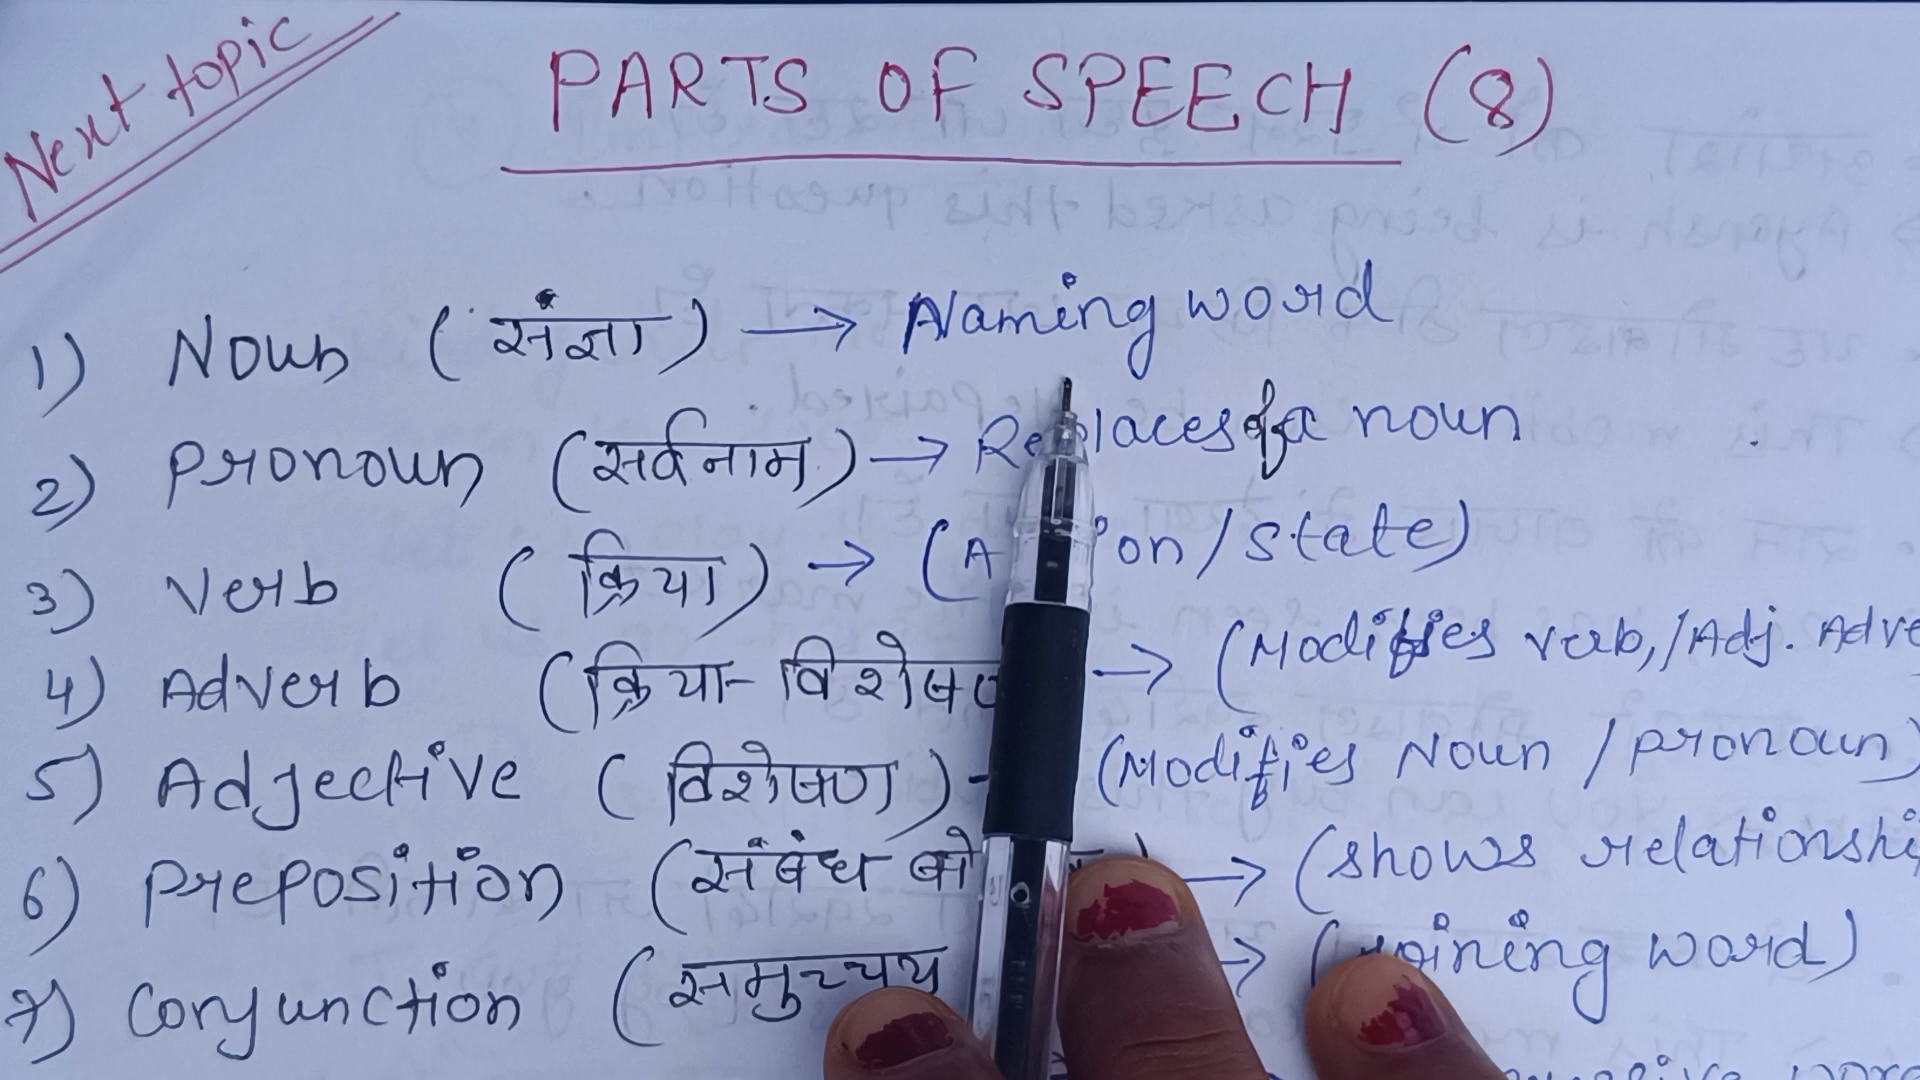 Next topic
PARTS OF SPEECH (8)
1) Noun (संज्ञा) → Naming word
2) Pronoun (सर्वनाम) → Replaces of a noun
3) Verb (क्रिया) → (A on/state)
4) Adverb (क्रिया-विशेषण → (Modifies verb,/Adj. Adve
5) Adjective (विशेषण) - (Modifies Noun / pronoun)
6) Preposition (संबंध बो → (shows relationshi
7) Conjunction (समुच्चय → (joining word)